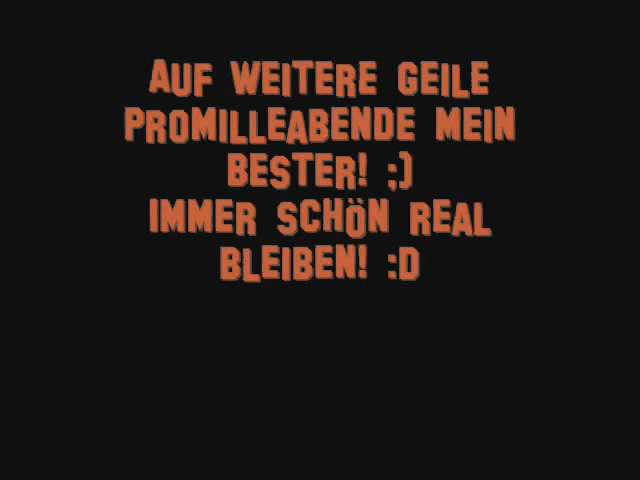 AUF WEITERE GEILE
PROMILLEABENDE MEIN
BESTER! ;)
IMMER SCHÖN REAL
BLEIBEN! :D